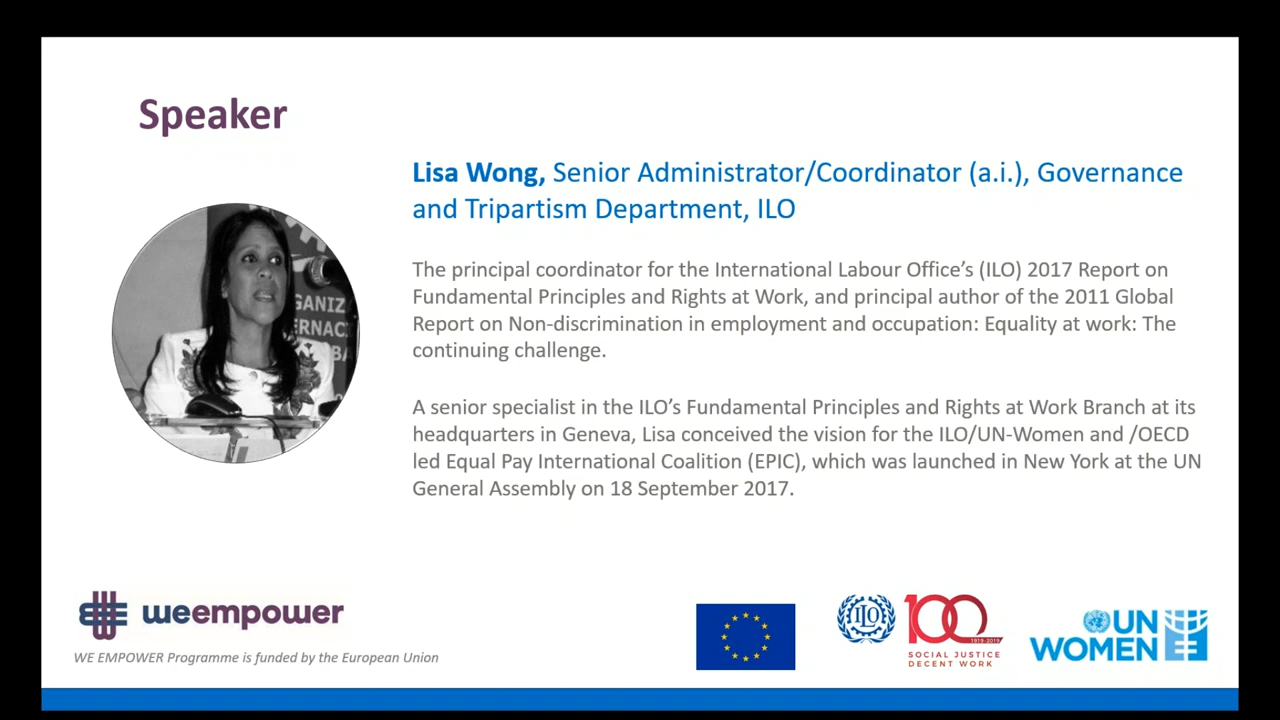 Speaker
Lisa Wong, Senior Administrator/Coordinator (a.i.), Governance
and Tripartism Department, ILO
The principal coordinator for the International Labour Office's (ILO) 2017 Report on
Fundamental Principles and Rights at Work, and principal author of the 2011 Global
Report on Non-discrimination in employment and occupation: Equality at work: The
continuing challenge.
A senior specialist in the ILO's Fundamental Principles and Rights at Work Branch at its
headquarters in Geneva, Lisa conceived the vision for the ILO/UN-Women and /OECD
led Equal Pay International Coalition (EPIC), which was launched in New York at the UN
General Assembly on 18 September 2017.
weempower
WE EMPOWER Programme is funded by the European Union
ILO
100
1919-2019
SOCIAL JUSTICE
DECENT WORK
UN
WOMEN